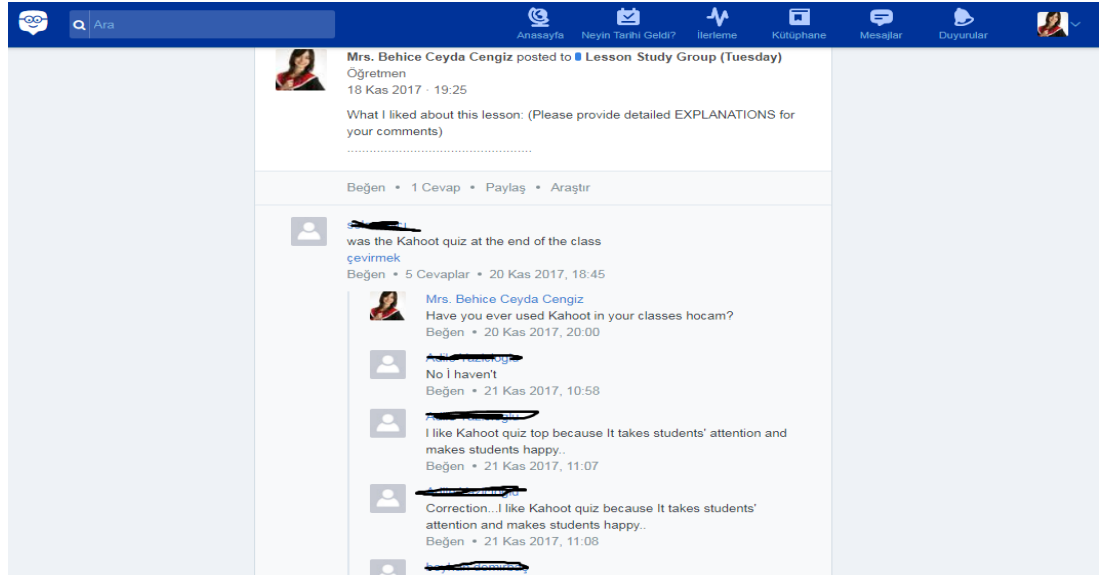 Ara
Anasayfa
Neyin Tarihi Geldi?
İlerleme
Kütüphane
Mesajlar
Duyurular
Mrs. Behice Ceyda Cengiz posted to Lesson Study Group (Tuesday)
Öğretmen
18 Kas 2017 · 19:25
What I liked about this lesson: (Please provide detailed EXPLANATIONS for
your comments)
.................................................
Beğen • 1 Cevap • Paylaş • Araştır
was the Kahoot quiz at the end of the class
çevirmek
Beğen • 5 Cevaplar • 20 Kas 2017, 18:45
Mrs. Behice Ceyda Cengiz
Have you ever used Kahoot in your classes hocam?
Beğen • 20 Kas 2017, 20:00
No İ haven't
Beğen • 21 Kas 2017, 10:58
I like Kahoot quiz top because It takes students' attention and
makes students happy..
Beğen • 21 Kas 2017, 11:07
Correction...I like Kahoot quiz because It takes students'
attention and makes students happy..
Beğen • 21 Kas 2017, 11:08